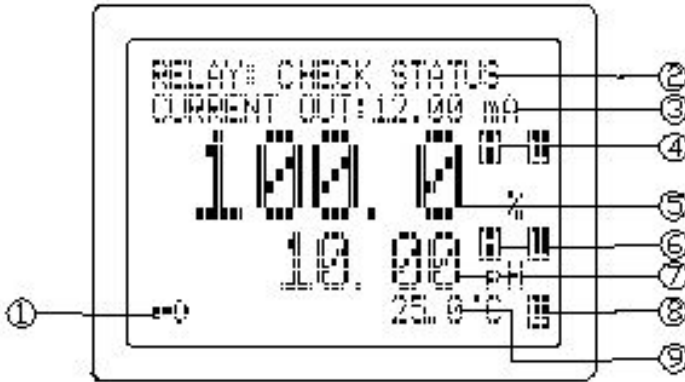 RELAY: CHECK STATUS ②
CURRENT OUT:12.00 mA ③
④
100.0 % ⑤
⑥
10.00 pH ⑦
① 25.0°C ⑧
⑨